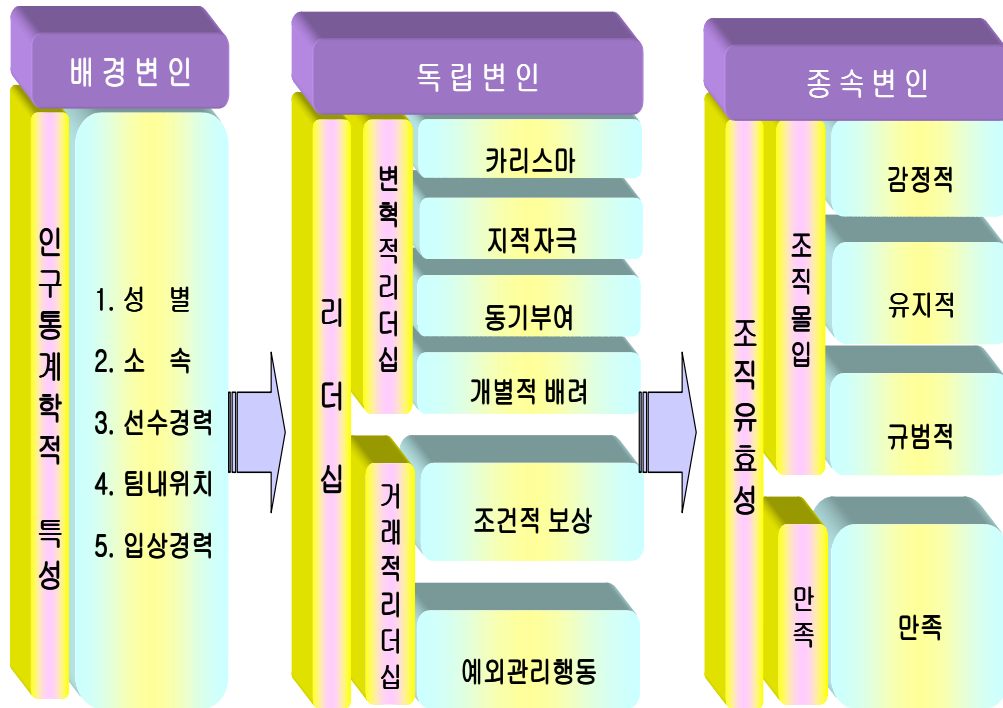 배경변인
인구통계학적 특성
1. 성 별
2. 소 속
3. 선수경력
4. 팀내위치
5. 입상경력
독립변인
리더십
변혁적리더십
카리스마
지적자극
동기부여
개별적 배려
거래적리더십
조건적 보상
예외관리행동
종속변인
조직유효성
조직몰입
감정적
유지적
규범적
만족
만족